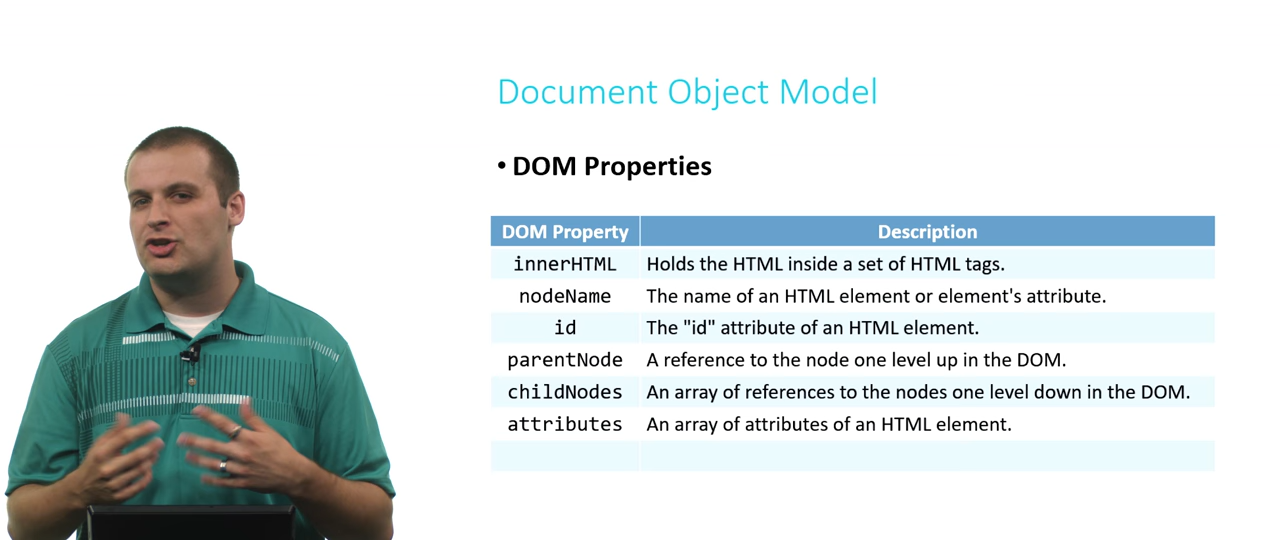 Document Object Model
• DOM Properties
DOM Property Description
innerHTML Holds the HTML inside a set of HTML tags.
nodeName The name of an HTML element or element's attribute.
id The "id" attribute of an HTML element.
parentNode A reference to the node one level up in the DOM.
childNodes An array of references to the nodes one level down in the DOM.
attributes An array of attributes of an HTML element.